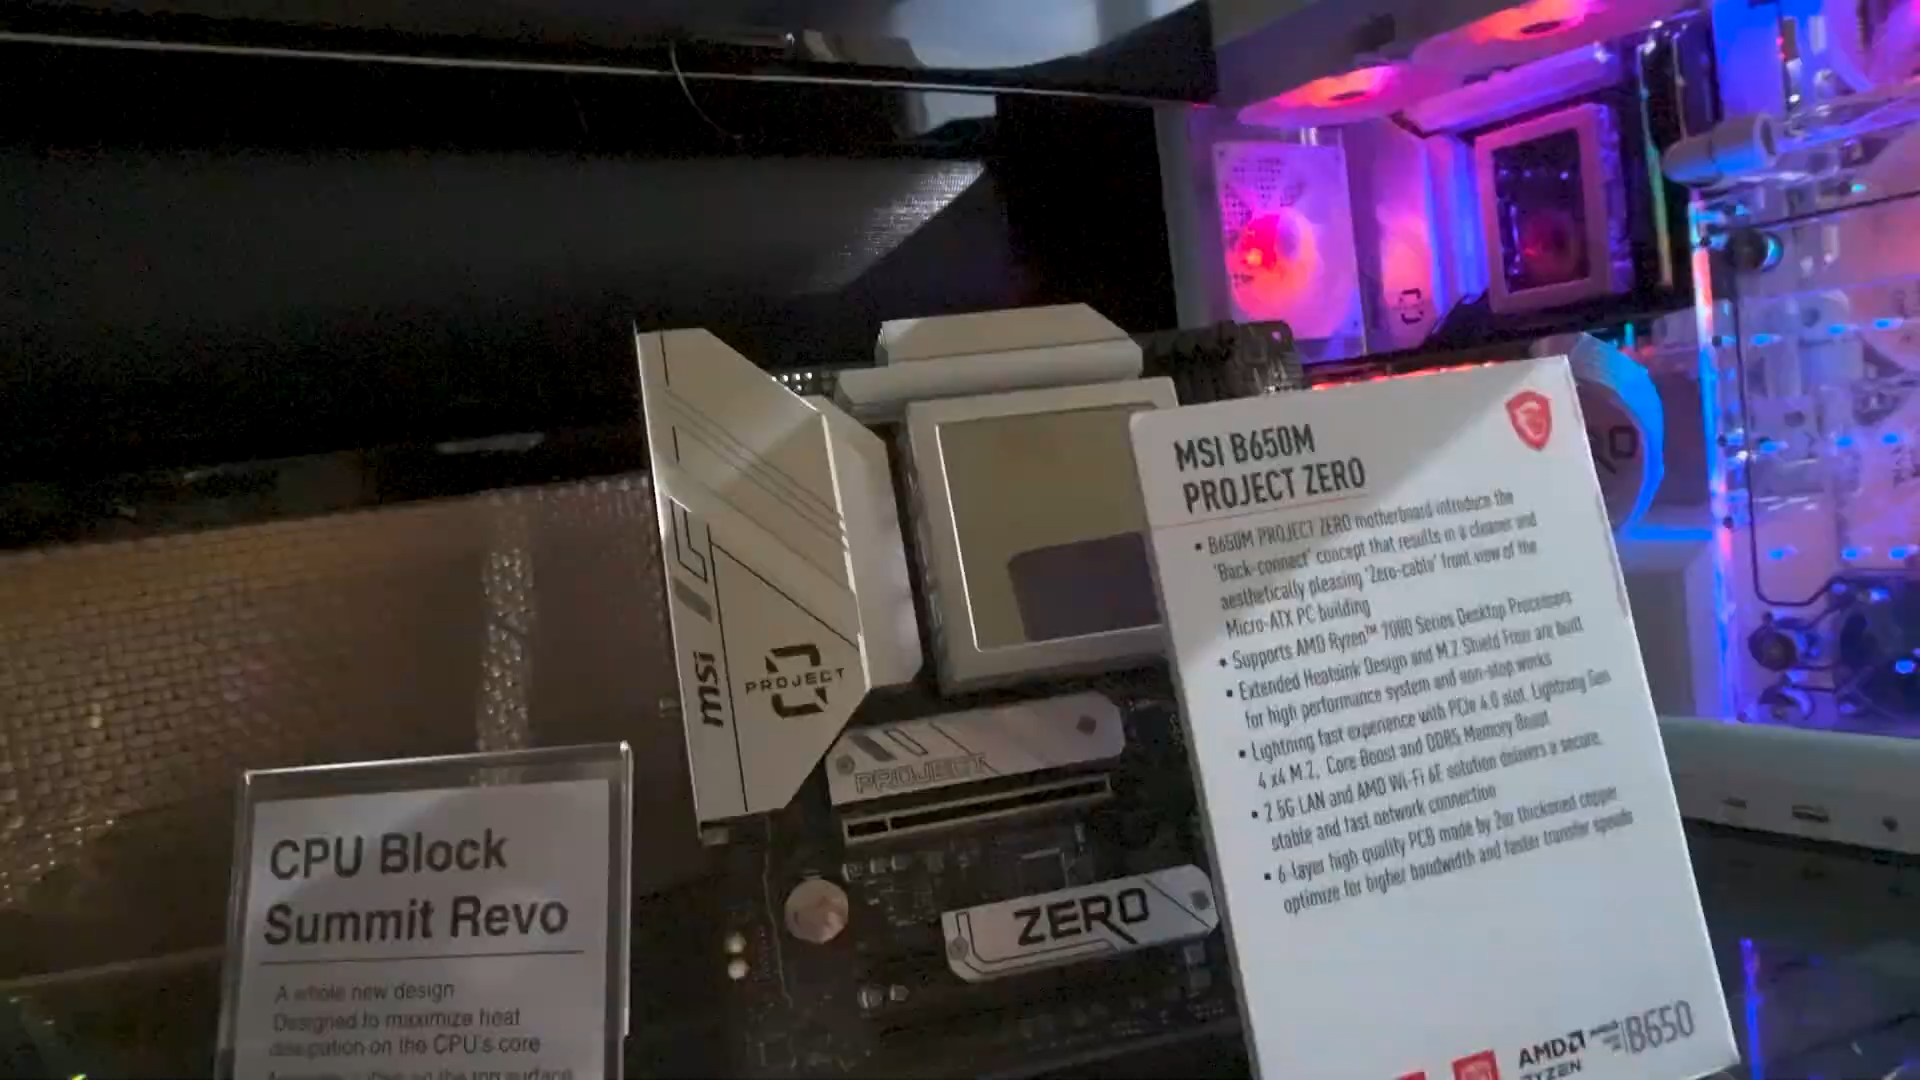 msi
PROJECT
PROJECT
ZERO
CPU Block
Summit Revo
A whole new design
Designed to maximize heat
dissipation on the CPU's core
on the top surface
MSI B650M
PROJECT ZERO
• B650M PROJECT ZERO motherboard introduce the
'Back-connect' concept that results in a cleaner and
aesthetically pleasing 'Zero-cable' front view of the
Micro-ATX PC building
• Supports AMD Ryzen™ 7000 Series Desktop Processors
• Extended Heatsink Design and M.2 Shield Frozr are built
for high performance system and non-stop works
• Lightning fast experience with PCIe 4.0 slot, Lightning Gen
4 x4 M.2, Core Boost and DDR5 Memory Boost
• 2.5G LAN and AMD Wi-Fi 6E solution delivers a secure,
stable and fast network connection
• 6-layer high quality PCB made by 2oz thickened copper
optimize for higher bandwidth and faster transfer speeds
AMD
RYZEN
B650